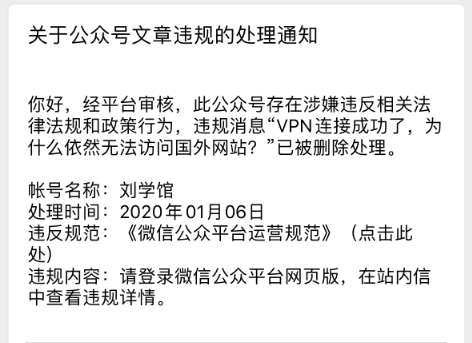 关于公众号文章违规的处理通知
你好，经平台审核，此公众号存在涉嫌违反相关法
律法规和政策行为，违规消息“VPN连接成功了，为
什么依然无法访问国外网站？”已被删除处理。
帐号名称：刘学馆
处理时间：2020年01月06日
违反规范：《微信公众平台运营规范》（点击此
处）
违规内容：请登录微信公众平台网页版，在站内信
中查看违规详情。